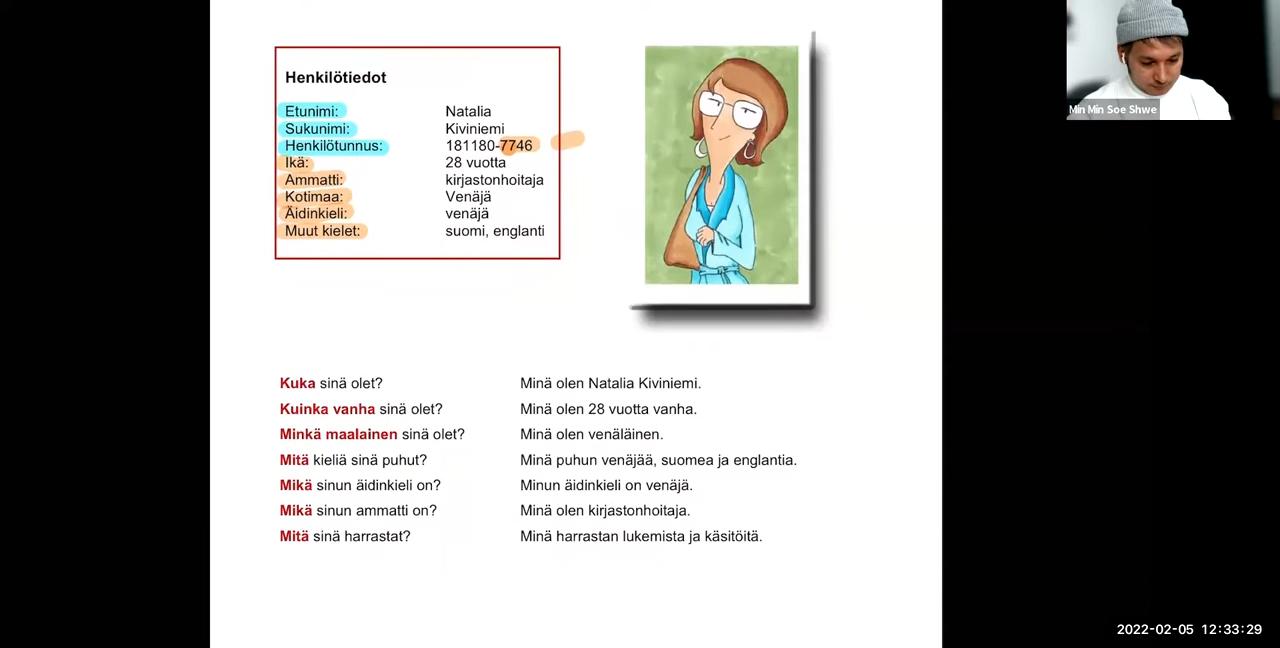 Henkilötiedot
Etunimi: Natalia
Sukunimi: Kiviniemi
Henkilötunnus: 181180-7746
Ikä: 28 vuotta
Ammatti: kirjastonhoitaja
Kotimaa: Venäjä
Äidinkieli: venäjä
Muut kielet: suomi, englanti
Min Min Soe Shwe
Kuka sinä olet? Minä olen Natalia Kiviniemi.
Kuinka vanha sinä olet? Minä olen 28 vuotta vanha.
Minkä maalainen sinä olet? Minä olen venäläinen.
Mitä kieliä sinä puhut? Minä puhun venäjää, suomea ja englantia.
Mikä sinun äidinkieli on? Minun äidinkieli on venäjä.
Mikä sinun ammatti on? Minä olen kirjastonhoitaja.
Mitä sinä harrastat? Minä harrastan lukemista ja käsitöitä.
2022-02-05 12:33:29